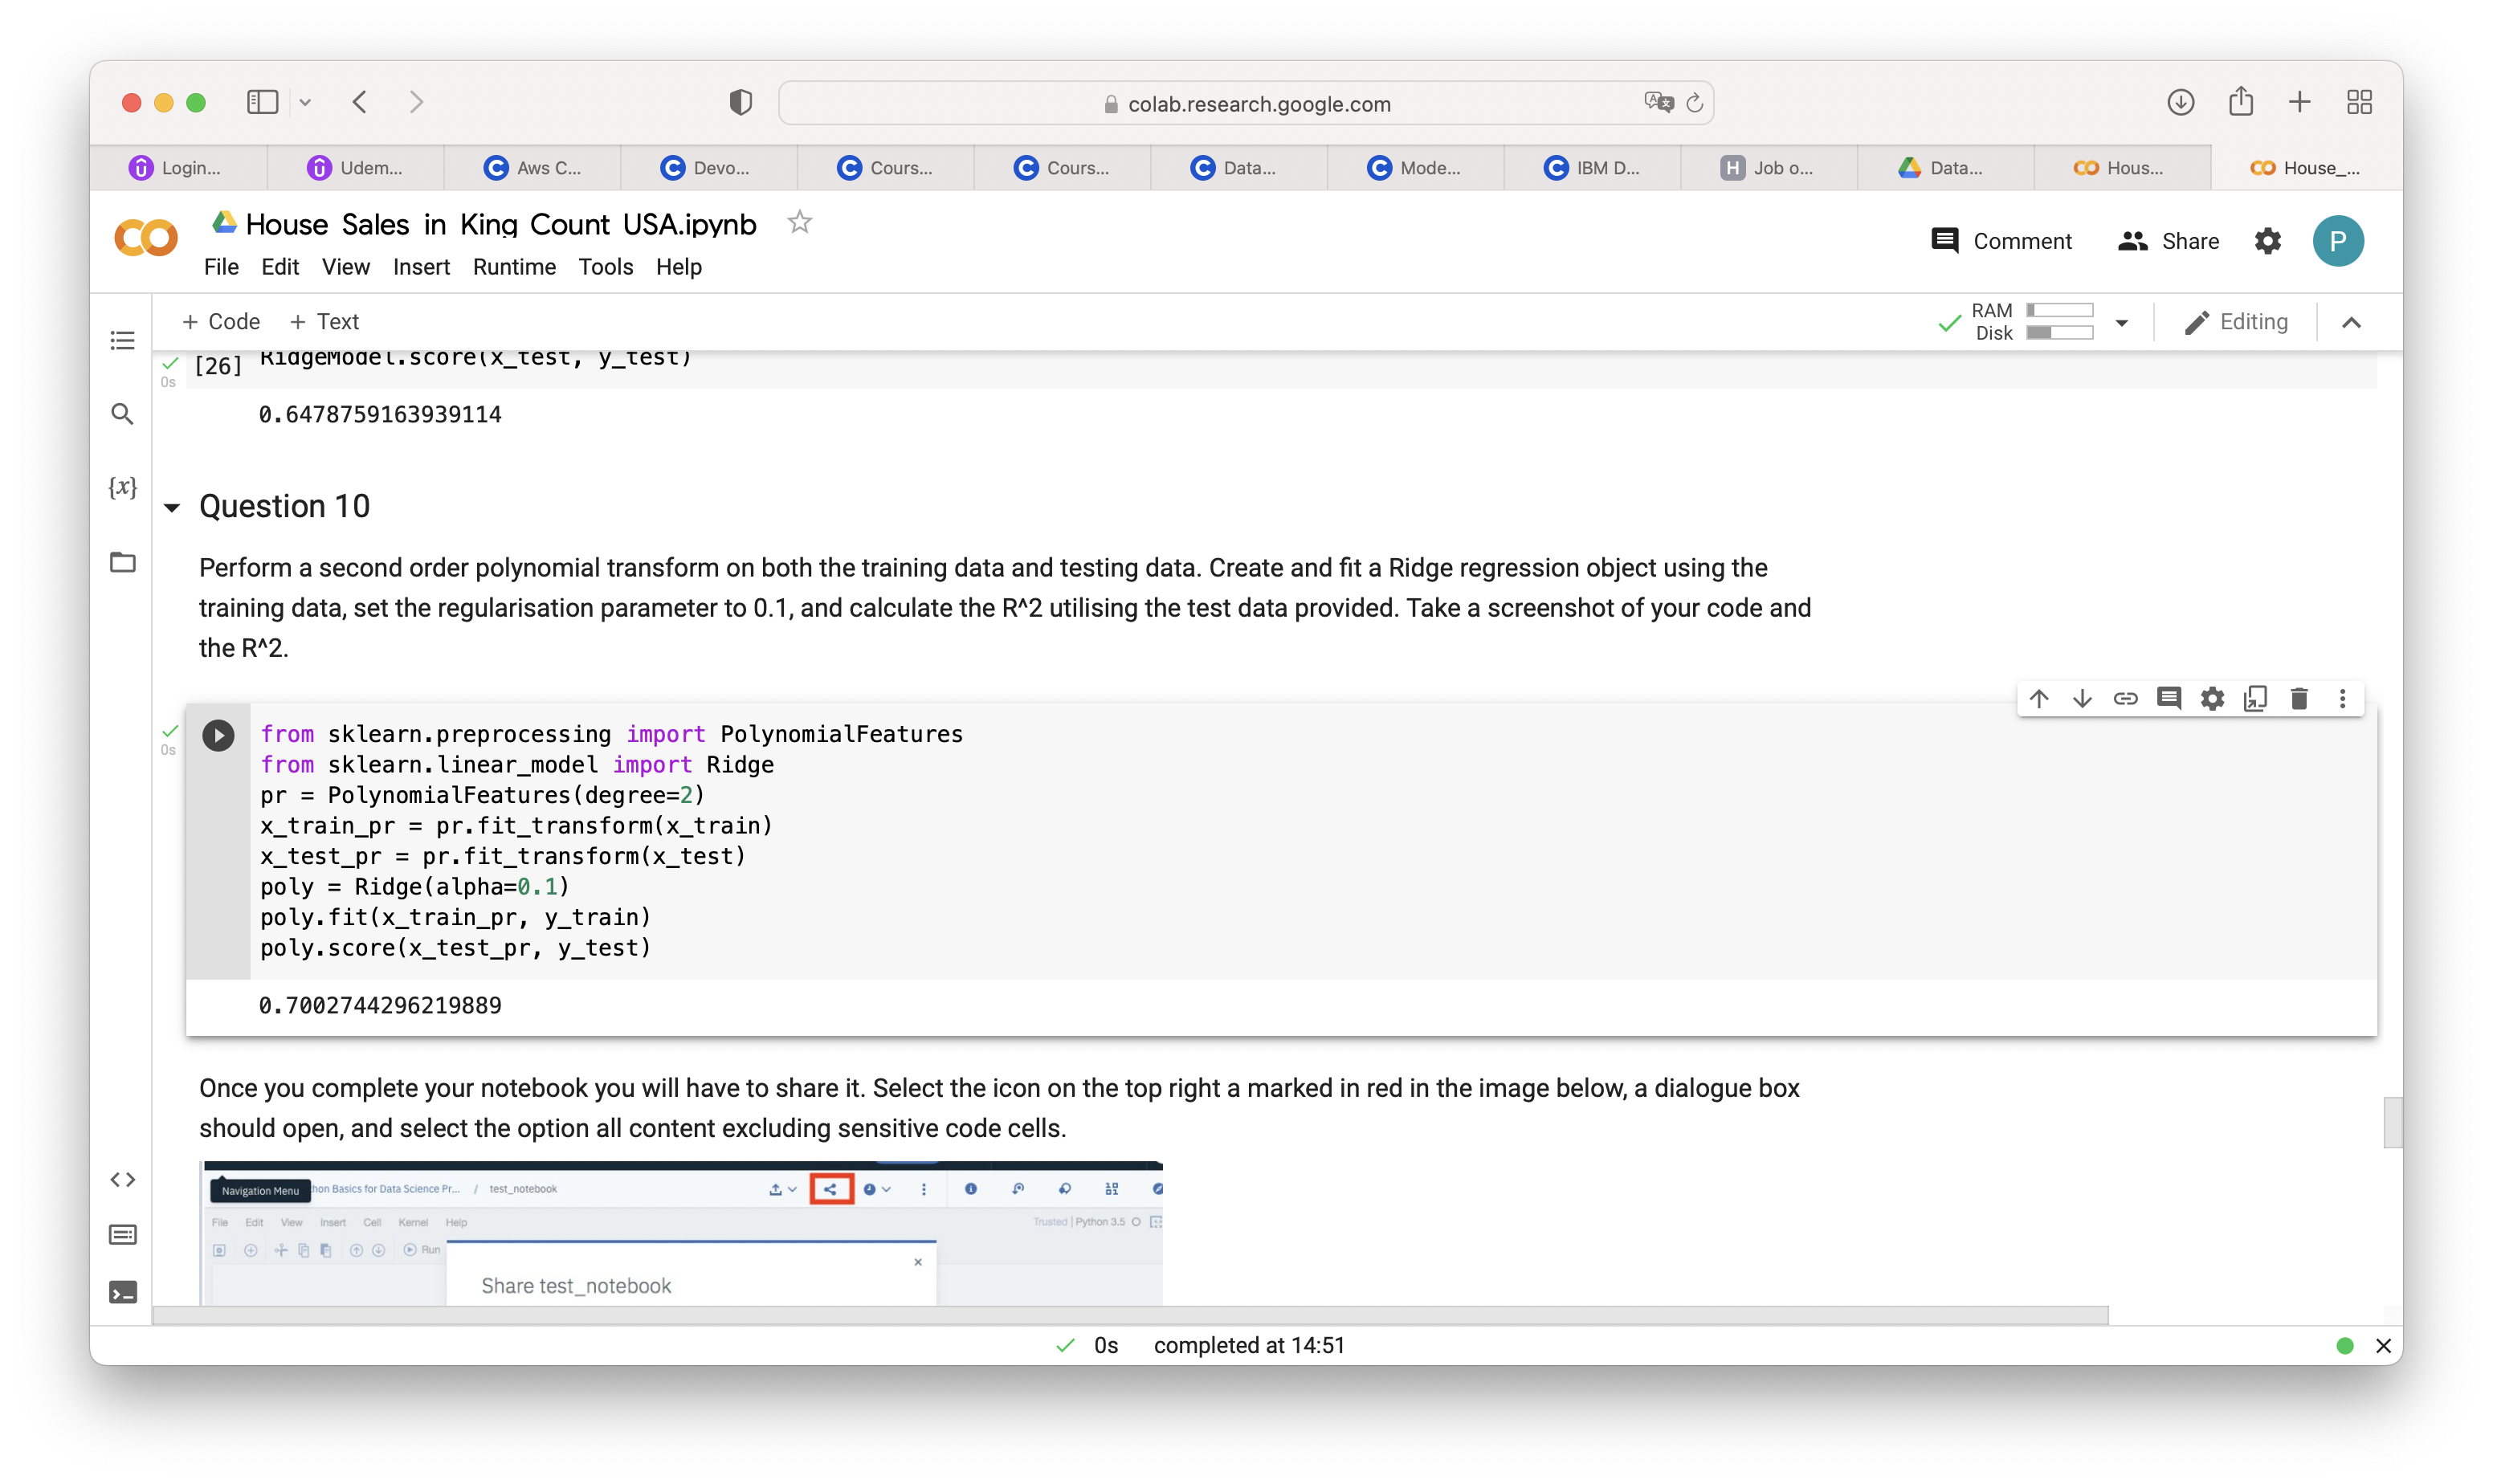 colab.research.google.com
Login...
Udem...
Aws C...
Devo...
Cours...
Cours...
Data...
Mode...
IBM D...
H Job o...
Data...
Hous...
House_...
House Sales in King Count USA.ipynb
Comment
Share
P
File Edit View Insert Runtime Tools Help
+ Code + Text
RAM
Disk
Editing
[26] RidgeModel.score(x_test, y_test)
0s
0.6478759163939114
{x}
Question 10
Perform a second order polynomial transform on both the training data and testing data. Create and fit a Ridge regression object using the
training data, set the regularisation parameter to 0.1, and calculate the R^2 utilising the test data provided. Take a screenshot of your code and
the R^2.
0s
from sklearn.preprocessing import PolynomialFeatures
from sklearn.linear_model import Ridge
pr = PolynomialFeatures(degree=2)
x_train_pr = pr.fit_transform(x_train)
x_test_pr = pr.fit_transform(x_test)
poly = Ridge(alpha=0.1)
poly.fit(x_train_pr, y_train)
poly.score(x_test_pr, y_test)
0.7002744296219889
Once you complete your notebook you will have to share it. Select the icon on the top right a marked in red in the image below, a dialogue box
should open, and select the option all content excluding sensitive code cells.
Navigation Menu
hon Basics for Data Science Pr... / test_notebook
File Edit View Insert Cell Kernel Help
Trusted | Python 3.5
Run
Share test_notebook
0s completed at 14:51